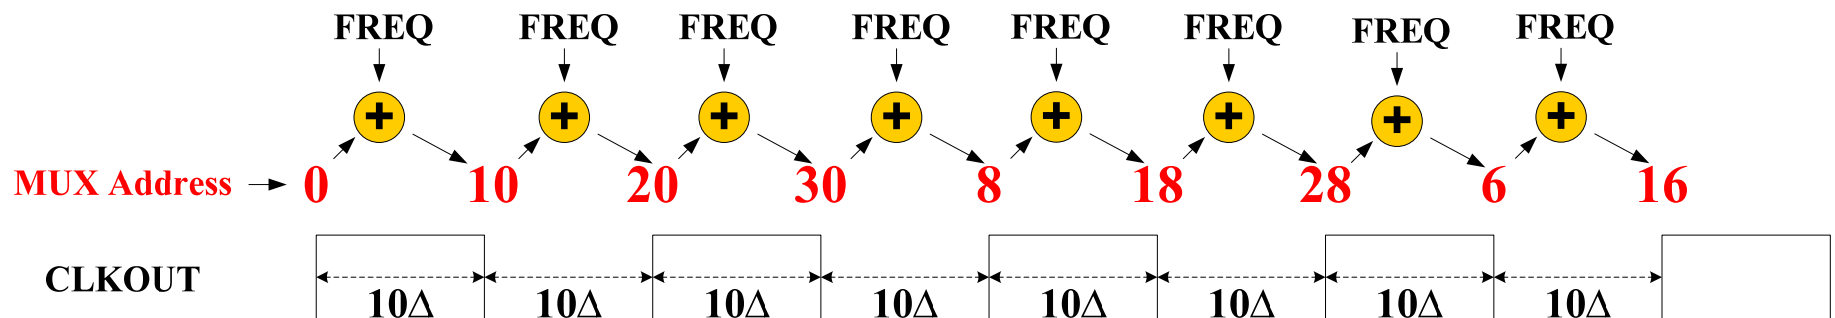 FREQ FREQ FREQ FREQ FREQ FREQ FREQ FREQ
MUX Address 0 10 20 30 8 18 28 6 16
CLKOUT
10Δ 10Δ 10Δ 10Δ 10Δ 10Δ 10Δ 10Δ